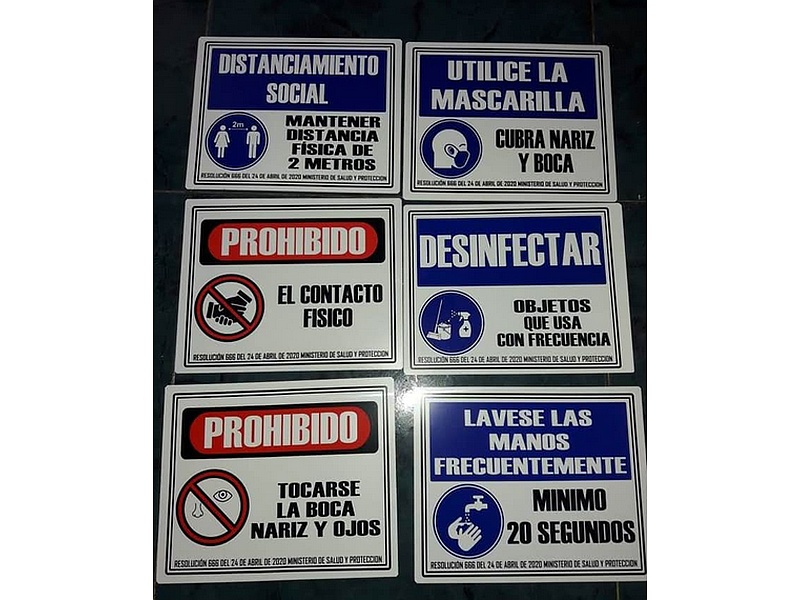 DISTANCIAMIENTO
SOCIAL
2m
MANTENER
DISTANCIA
FÍSICA DE
2 METROS
RESOLUCIÓN 666 DEL 24 DE ABRIL DE 2020 MINISTERIO DE SALUD Y PROTECCION
UTILICE LA
MASCARILLA
CUBRA NARIZ
Y BOCA
RESOLUCIÓN 666 DEL 24 DE ABRIL DE 2020 MINISTERIO DE SALUD Y PROTECCION
PROHIBIDO
EL CONTACTO
FISICO
RESOLUCIÓN 666 DEL 24 DE ABRIL DE 2020 MINISTERIO DE SALUD Y PROTECCION
DESINFECTAR
OBJETOS
QUE USA
CON FRECUENCIA
RESOLUCIÓN 666 DEL 24 DE ABRIL DE 2020 MINISTERIO DE SALUD Y PROTECCION
PROHIBIDO
TOCARSE
LA BOCA
NARIZ Y OJOS
RESOLUCIÓN 666 DEL 24 DE ABRIL DE 2020 MINISTERIO DE SALUD Y PROTECCION
LAVESE LAS
MANOS
FRECUENTEMENTE
MINIMO
20 SEGUNDOS
RESOLUCIÓN 666 DEL 24 DE ABRIL DE 2020 MINISTERIO DE SALUD Y PROTECCION